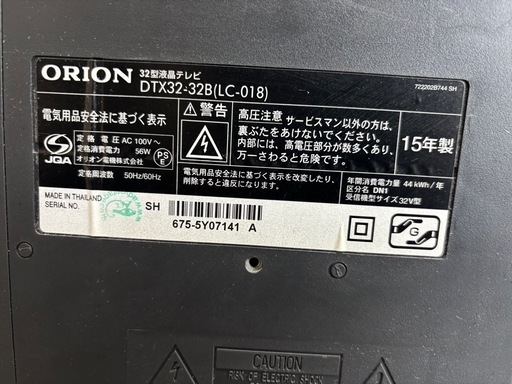 ORION
32型液晶テレビ
DTX32-32B(LC-018)
722202B744 SH
電気用品安全法に基づく表示
定格電圧 AC 100V~
定格消費電力 56W
オリオン電機株式会社
定格周波数 50Hz/60Hz
JQA
PS
E
警告
高圧注意 サービスマン以外の方は、
裏ぶたをあけないでください。
内部には、高電圧部分が数多く、
万一さわると危険です。
15年製
電気用品安全法に基づく表示を改変したり、
削除すると違反になります。
年間消費電力量 44 kWh/年
区分名 DN1
受信機型サイズ 32V型
MADE IN THAILAND
SERIAL NO.
SH
675-5Y07141 A
G
CAUTION
RISK OF ELECTRIC SHOCK